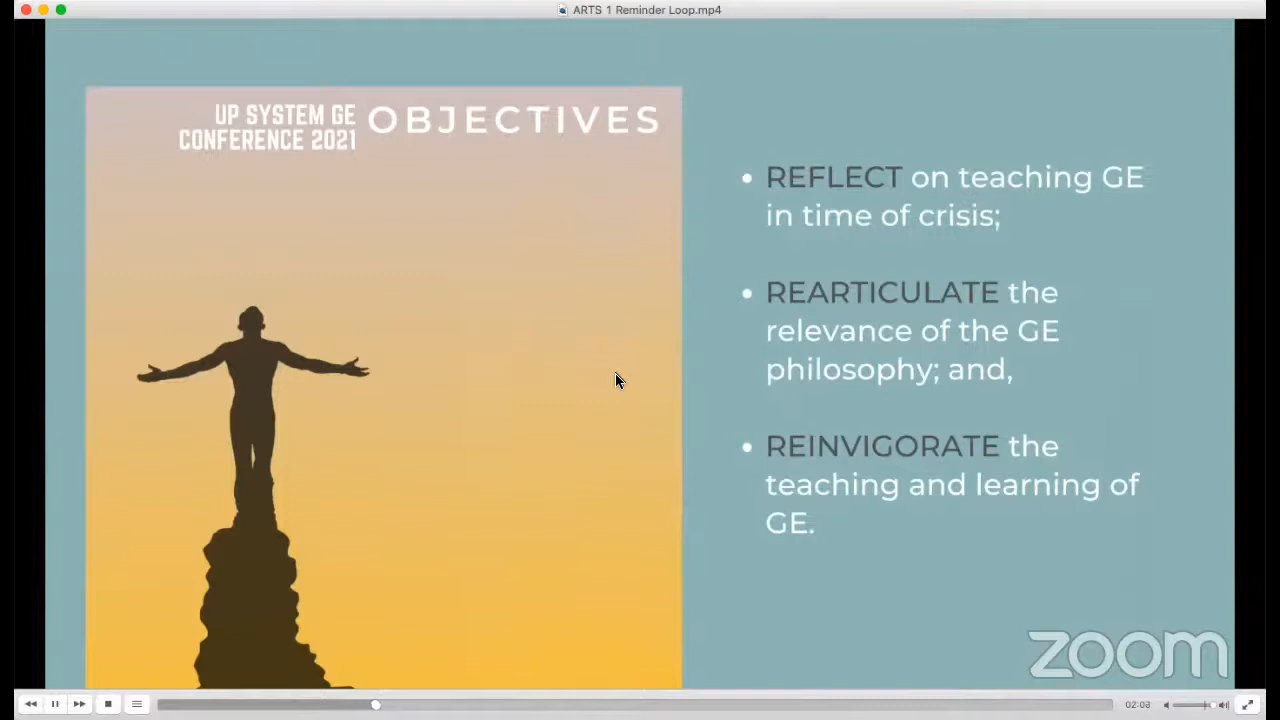 ARTS 1 Reminder Loop.mp4
UP SYSTEM GE
CONFERENCE 2021
OBJECTIVES
• REFLECT on teaching GE
in time of crisis;
• REARTICULATE the
relevance of the GE
philosophy; and,
• REINVIGORATE the
teaching and learning of
GE.
zoom
02:08